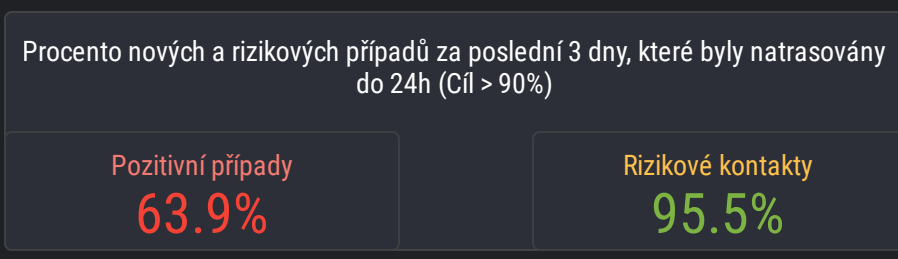 Procento nových a rizikových případů za poslední 3 dny, které byly natrasovány
do 24h (Cíl > 90%)
Pozitivní případy
63.9%
Rizikové kontakty
95.5%